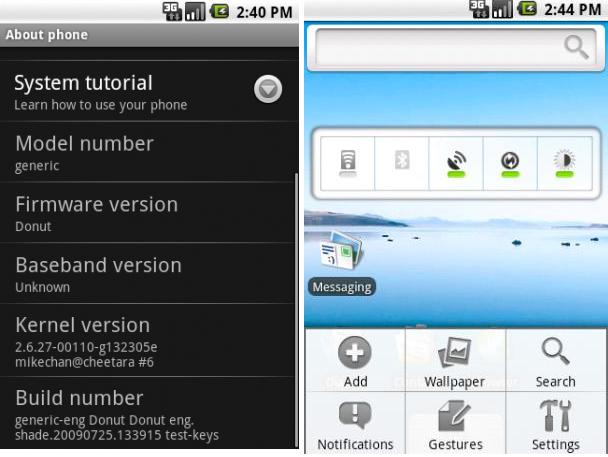 3G 2:40 PM
About phone
System tutorial
Learn how to use your phone
Model number
generic
Firmware version
Donut
Baseband version
Unknown
Kernel version
2.6.27-00110-g132305e
mikechan@cheetara #6
Build number
generic-eng Donut Donut eng.
shade.20090725.133915 test-keys
3G 2:44 PM
Messaging
Add
Wallpaper
Search
Notifications
Gestures
Settings